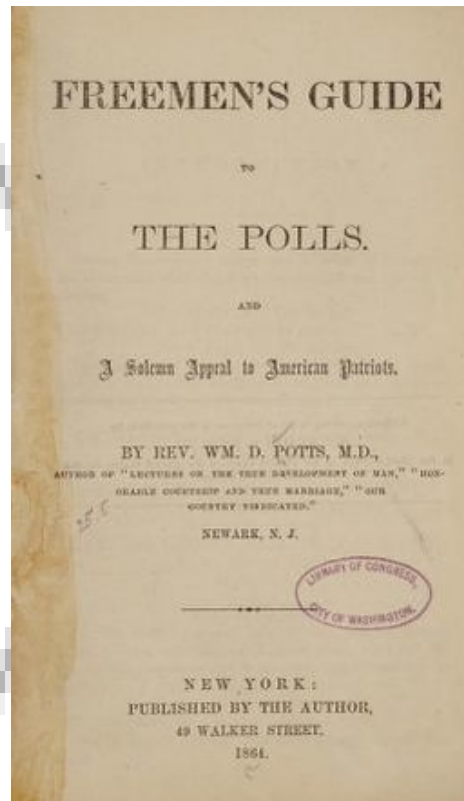 FREEMEN'S GUIDE
TO
THE POLLS.
AND
A Solemn Appeal to American Patriots.
BY REV. WM. D. POTTS, M.D.,
AUTHOR OF "LECTURES ON THE TRUE DEVELOPMENT OF MAN," "HON-
ORABLE COURTSHIP AND TRUE MARRIAGE," "OUR
COUNTRY VINDICATED."
NEWARK, N. J.
LIBRARY OF CONGRESS,
CITY OF WASHINGTON.
NEW YORK:
PUBLISHED BY THE AUTHOR,
49 WALKER STREET.
1864.